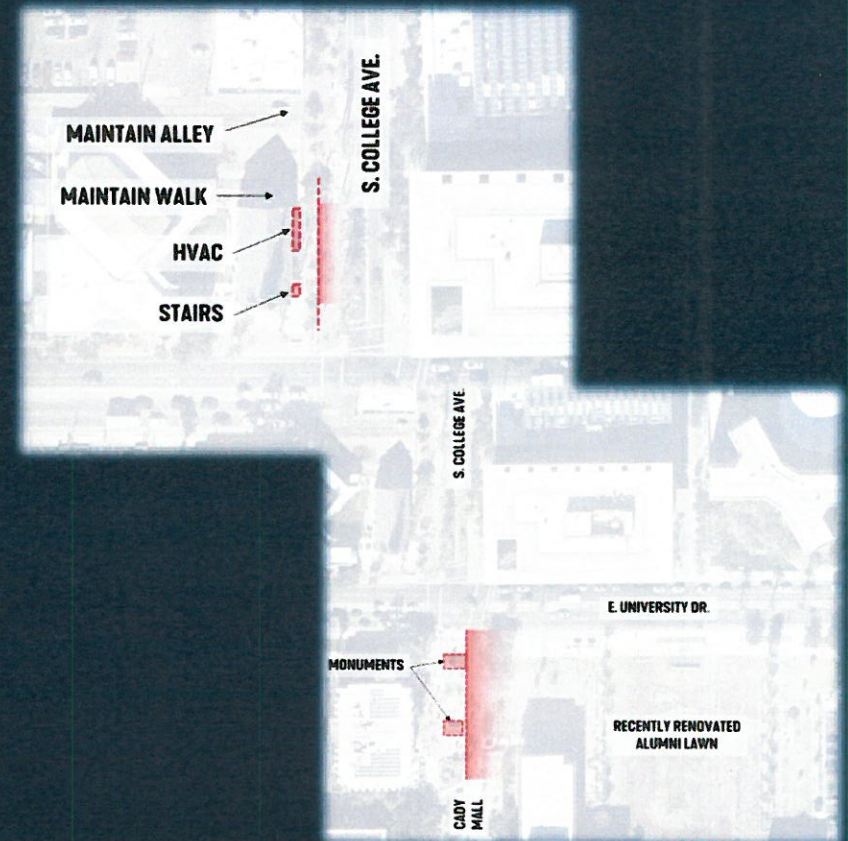 S. COLLEGE AVE.
MAINTAIN ALLEY
MAINTAIN WALK
HVAC
STAIRS
S. COLLEGE AVE.
E. UNIVERSITY DR.
MONUMENTS
RECENTLY RENOVATED
ALUMNI LAWN
CADY
MALL